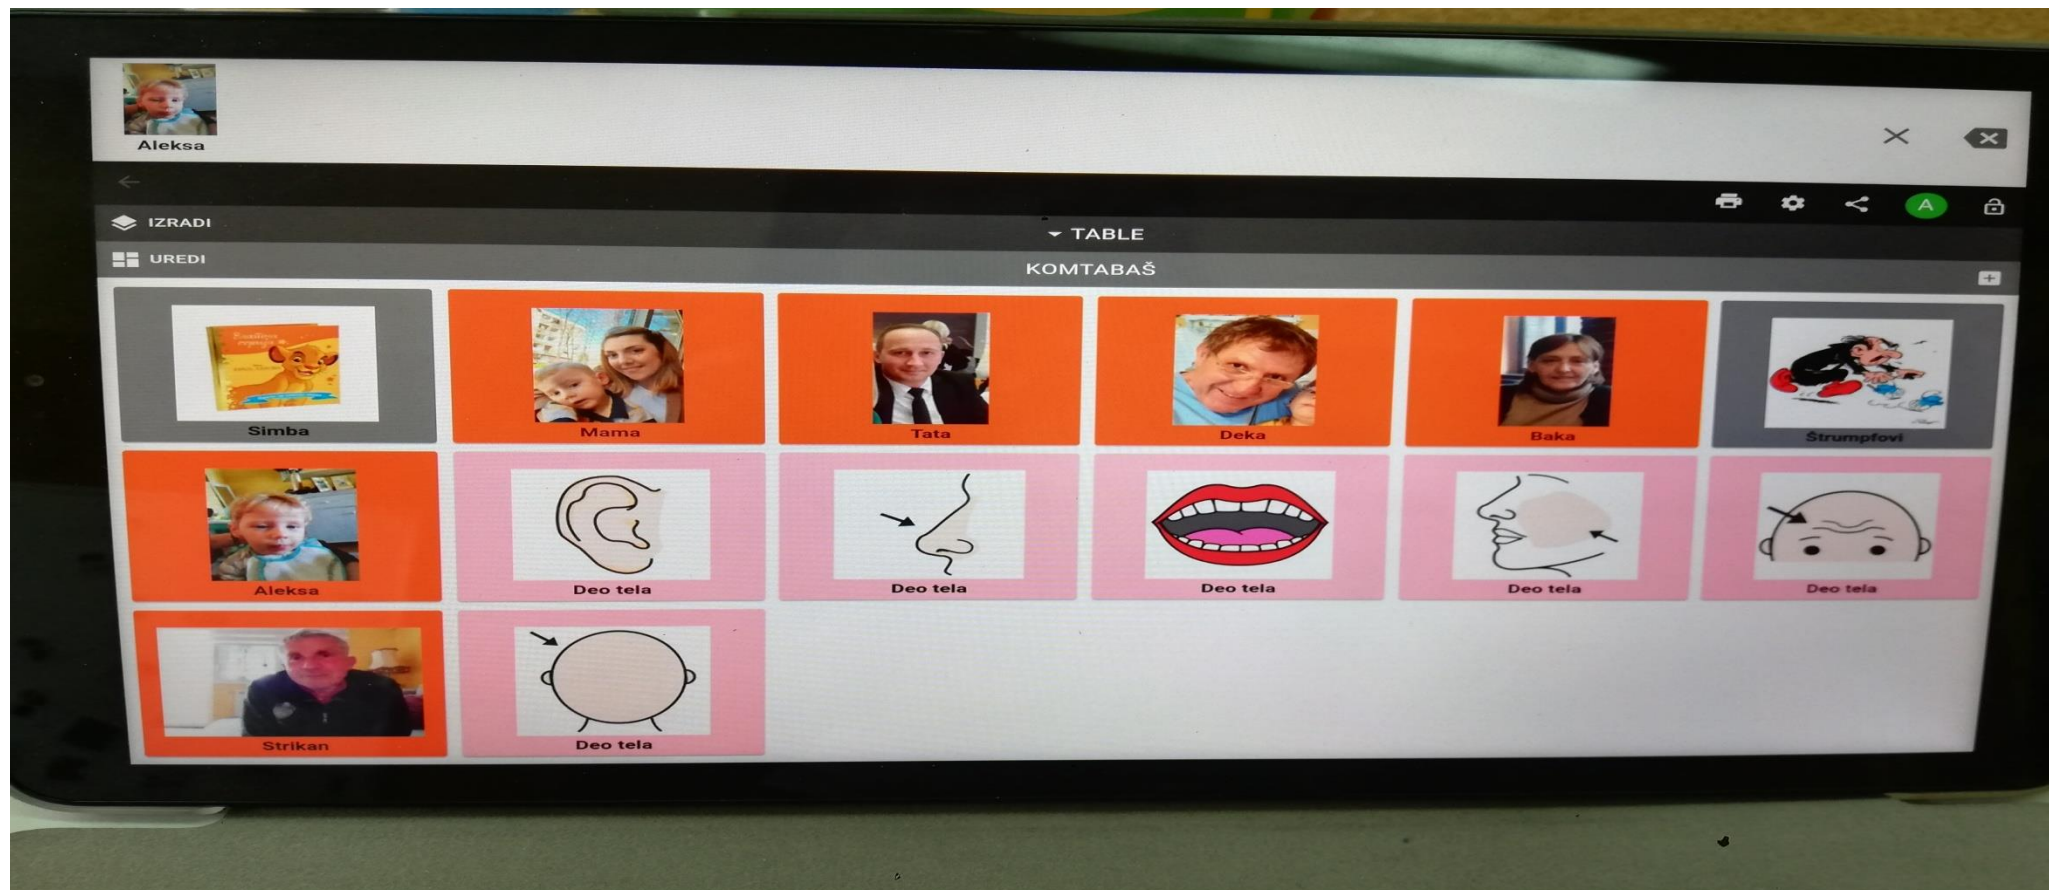 Aleksa
IZRADI
TABLE
A
UREDI
KOMTABAŠ
Simba
Mama
Tata
Deka
Baka
Štrumpfovi
Aleksa
Deo tela
Deo tela
Deo tela
Deo tela
Deo tela
Strikan
Deo tela